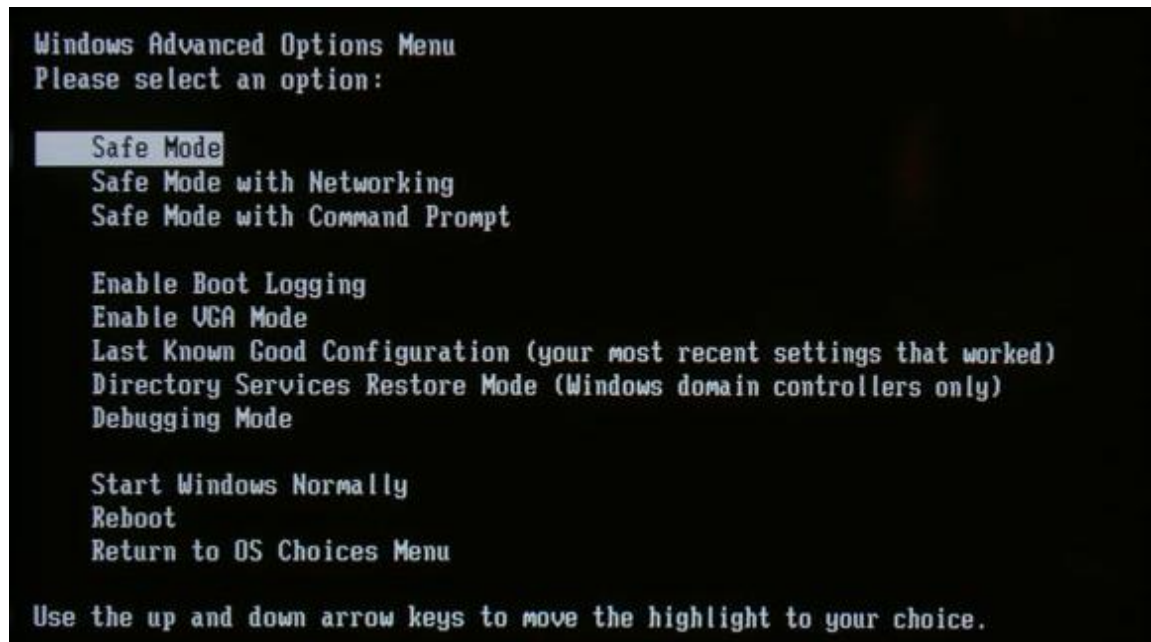 Windows Advanced Options Menu
Please select an option:
Safe Mode
Safe Mode with Networking
Safe Mode with Command Prompt
Enable Boot Logging
Enable VGA Mode
Last Known Good Configuration (your most recent settings that worked)
Directory Services Restore Mode (Windows domain controllers only)
Debugging Mode
Start Windows Normally
Reboot
Return to OS Choices Menu
Use the up and down arrow keys to move the highlight to your choice.